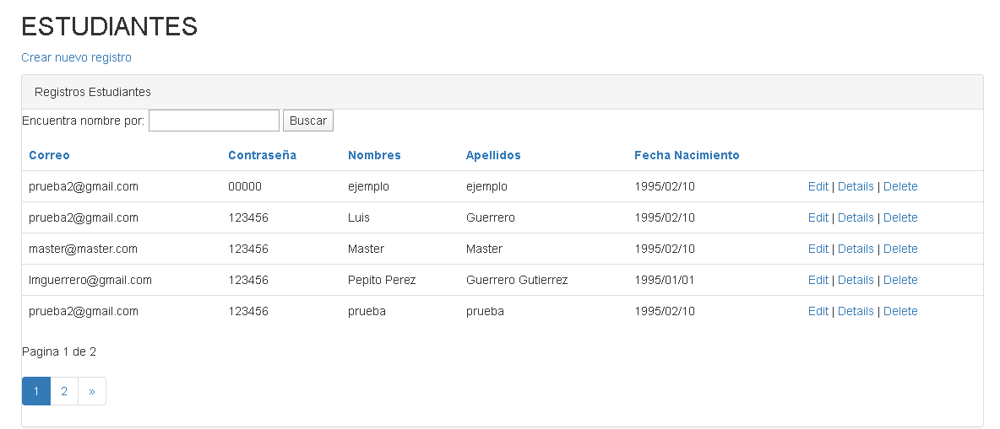 ESTUDIANTES
Crear nuevo registro
Registros Estudiantes
Encuentra nombre por: Buscar
Correo Contraseña Nombres Apellidos Fecha Nacimiento
prueba2@gmail.com 00000 ejemplo ejemplo 1995/02/10 Edit | Details | Delete
prueba2@gmail.com 123456 Luis Guerrero 1995/02/10 Edit | Details | Delete
master@master.com 123456 Master Master 1995/02/10 Edit | Details | Delete
lmguerrero@gmail.com 123456 Pepito Perez Guerrero Gutierrez 1995/01/01 Edit | Details | Delete
prueba2@gmail.com 123456 prueba prueba 1995/02/10 Edit | Details | Delete
Pagina 1 de 2
1 2 »